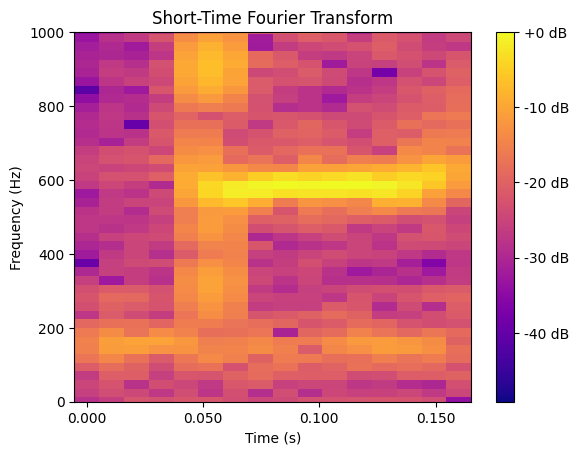 Short-Time Fourier Transform
1000
800
600
400
200
0
Frequency (Hz)
0.000
0.050
0.100
0.150
Time (s)
+0 dB
-10 dB
-20 dB
-30 dB
-40 dB